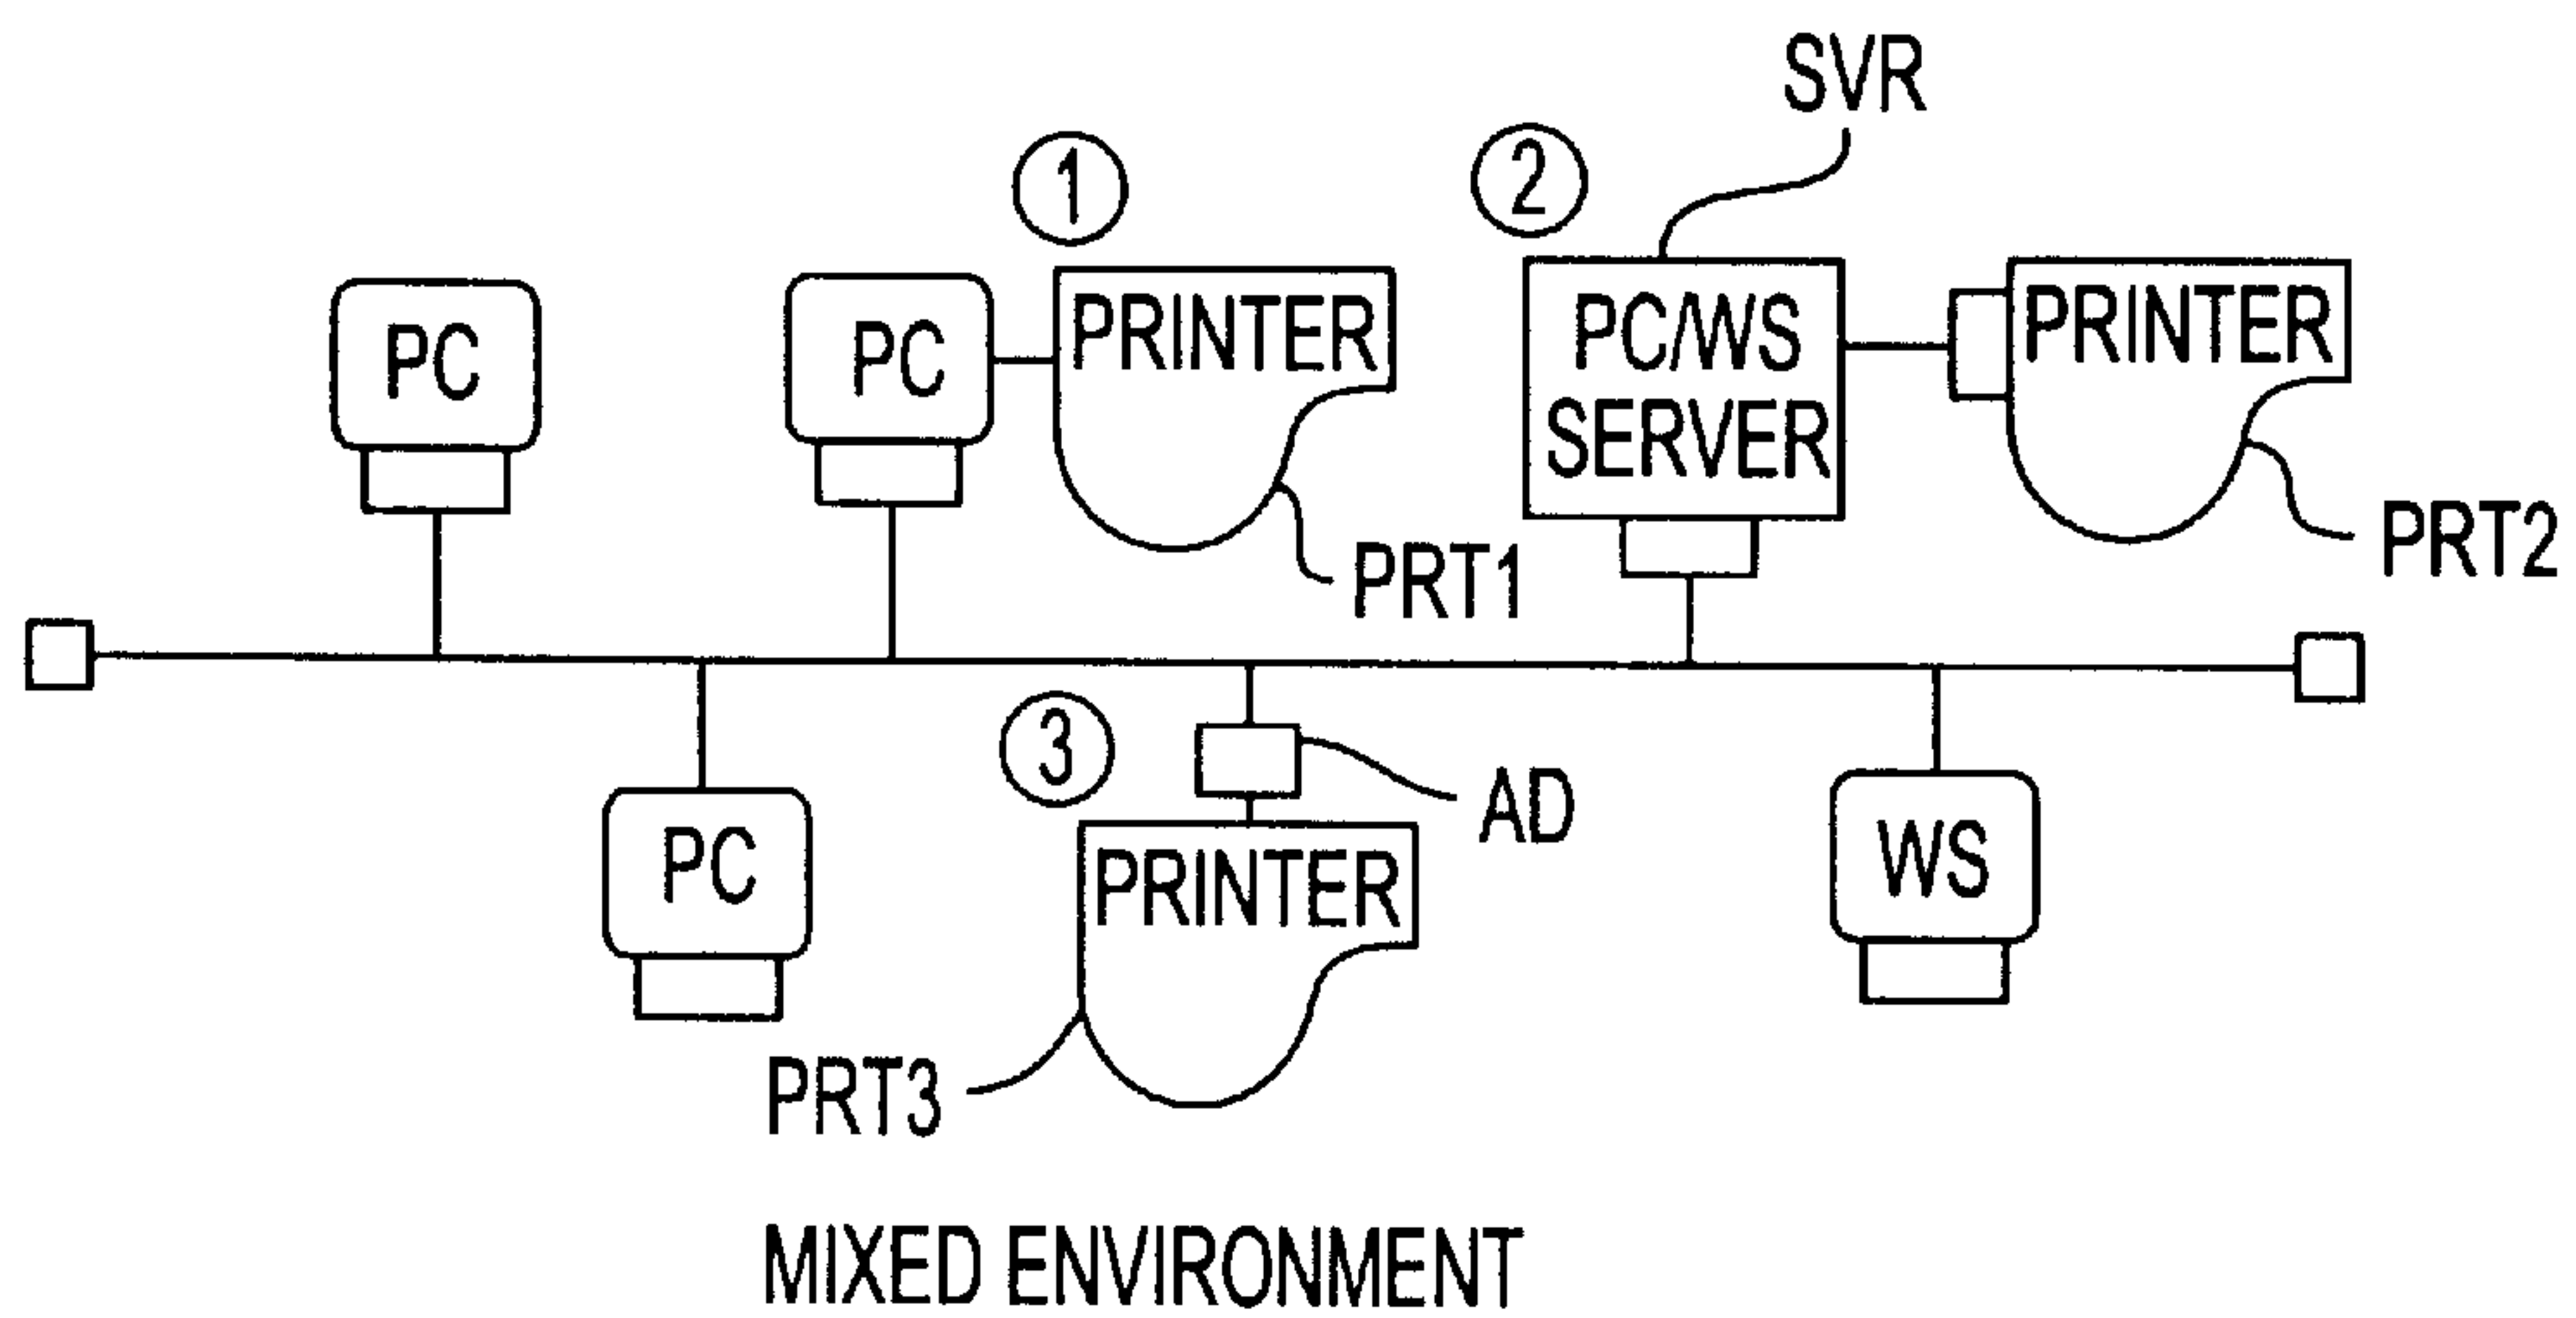 SVR
1
2
PC
PC
PRINTER
PC/WS
SERVER
PRINTER
PRT1
PRT2
3
AD
PC
PRINTER
WS
PRT3
MIXED ENVIRONMENT